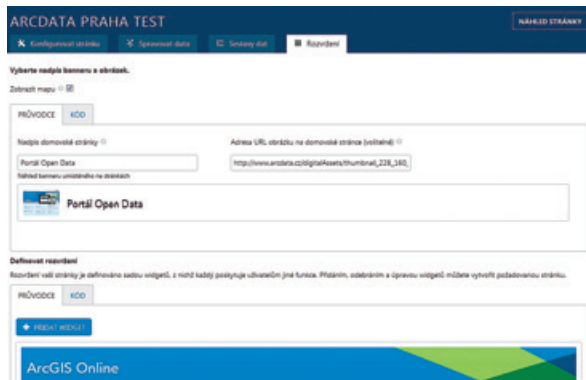 ARCDATA PRAHA TEST
NÁHLED STRÁNKY
Konfigurovat stránku
Spravovat data
Sestavy dat
Rozvržení
Vyberte nadpis banneru a obrázek.
Zobrazit mapu
PRŮVODCE KÓD
Nadpis domovské stránky
Adresa URL obrázku na domovské stránce (volitelné)
Portál Open Data
http://www.arcdata.cz/digitalAssets/thumbnail_228_160,
Náhled banneru umístěného na stránkách
Portál Open Data
Definovat rozvržení
Rozvržení vaší stránky je definováno sadou widgetů, z nichž každý poskytuje uživatelům jiné funkce. Přidáním, odebráním a úpravou widgetů můžete vytvořit požadovanou stránku.
PRŮVODCE KÓD
PŘIDAT WIDGET
ArcGIS Online